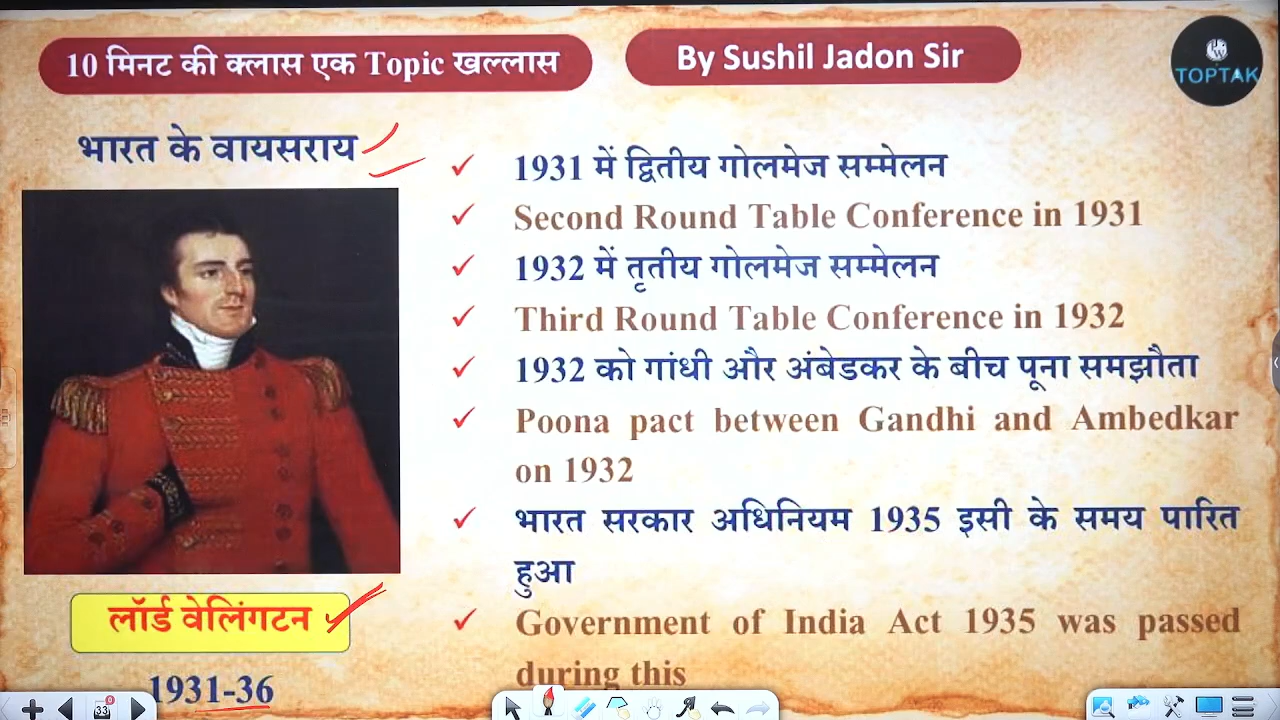 10 मिनट की क्लास एक Topic खल्लास
By Sushil Jadon Sir
TOPTAK
भारत के वायसराय
1931 में द्वितीय गोलमेज सम्मेलन
Second Round Table Conference in 1931
1932 में तृतीय गोलमेज सम्मेलन
Third Round Table Conference in 1932
1932 को गांधी और अंबेडकर के बीच पूना समझौता
Poona pact between Gandhi and Ambedkar
on 1932
भारत सरकार अधिनियम 1935 इसी के समय पारित
हुआ
Government of India Act 1935 was passed
during this
लॉर्ड वेलिंगटन
1931-36
33